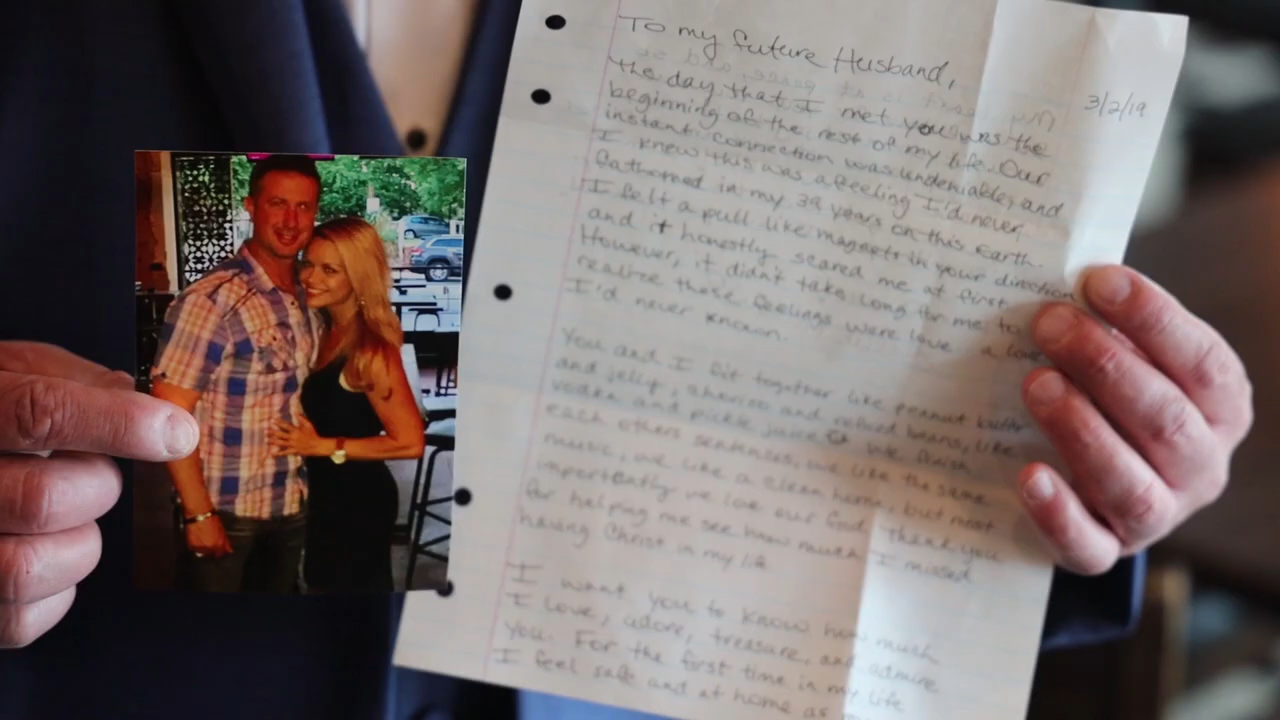 To my future Husband,
3/2/19
the day that I met you was the
beginning of the rest of my life. Our
instant connection was undeniable, and
I knew this was a feeling I'd never
fathomed in my 39 years on this Earth.
I felt a pull like magnets in your direction
and it honestly scared me at first.
However, it didn't take long for me to
realize these feelings were love a love
I'd never known.
You and I fit together like peanut butter
and jelly, and refried beans, like
vodka and pickle juice We finish
each others sentences, we like the same
music, we like a clean home, but most
importantly we love our God. Thank you
for helping me see how much I missed
having Christ in my life
I want you to know how much
I love, adore, treasure, and admire
you. For the first time in my life
I feel safe and at home as